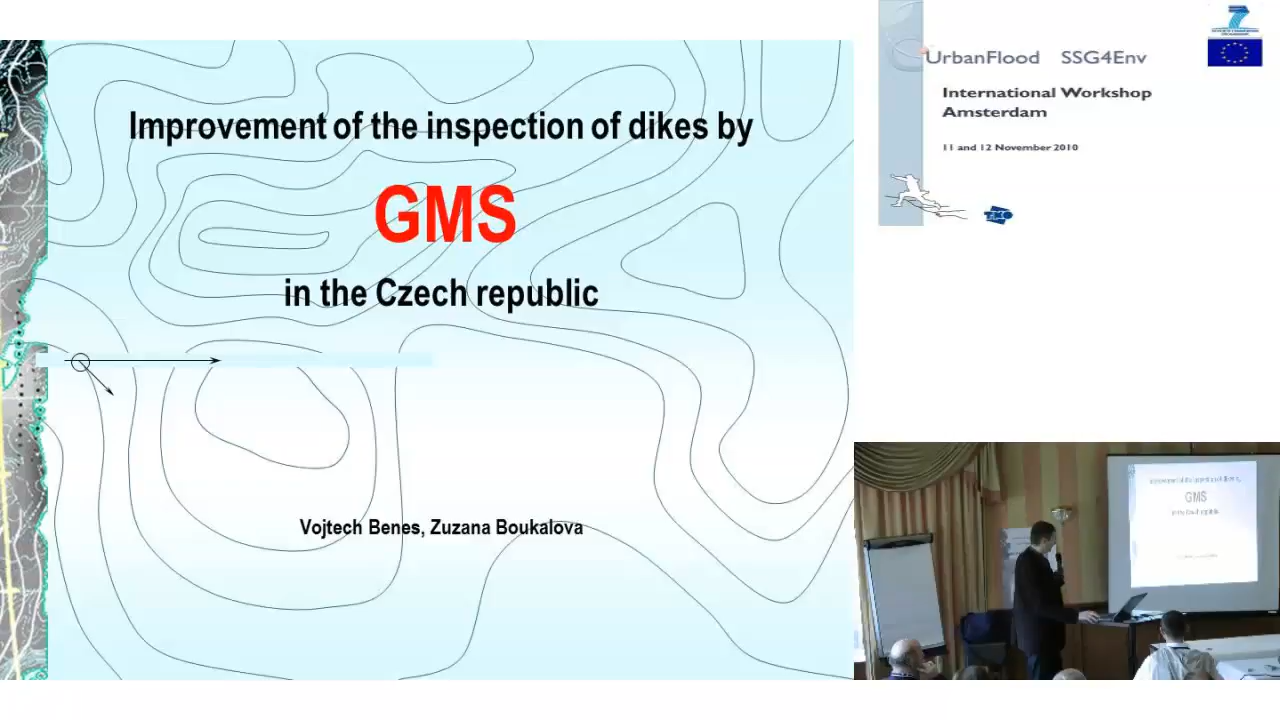 Improvement of the inspection of dikes by
GMS
in the Czech republic
Vojtech Benes, Zuzana Boukalova
UrbanFlood SSG4Env
International Workshop
Amsterdam
11 and 12 November 2010
GMS